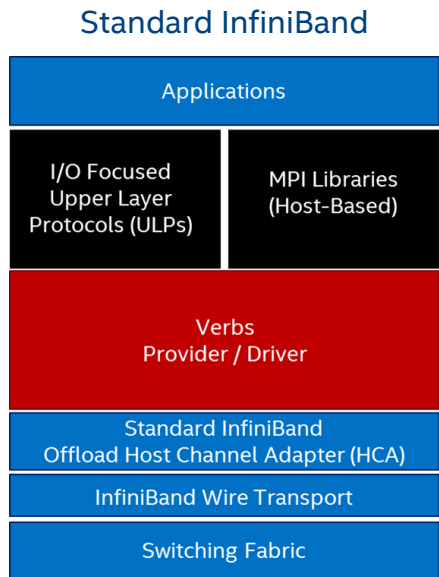 Standard InfiniBand
Applications
I/O Focused
Upper Layer
Protocols (ULPs)
MPI Libraries
(Host-Based)
Verbs
Provider / Driver
Standard InfiniBand
Offload Host Channel Adapter (HCA)
InfiniBand Wire Transport
Switching Fabric